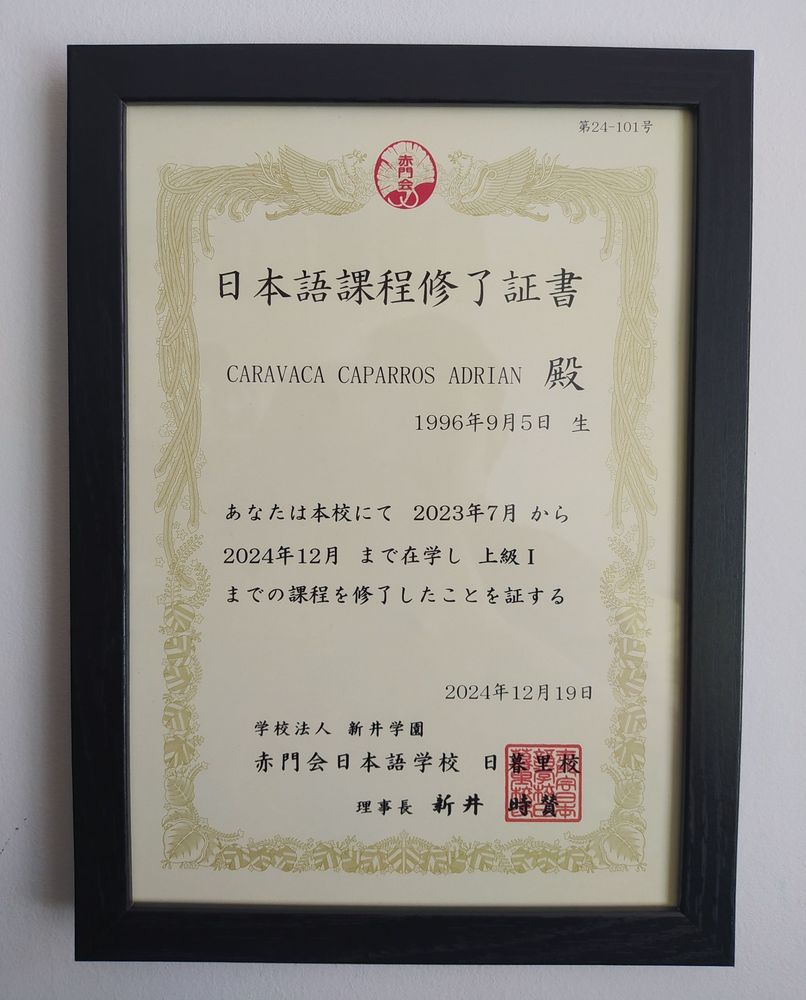 第24-101号
赤門会
日本語課程修了証書
CARAVACA CAPARROS ADRIAN 殿
1996年9月5日 生
あなたは本校にて 2023年7月 から
2024年12月 まで在学し 上級Ⅰ
までの課程を修了したことを証する
2024年12月19日
学校法人 新井学園
赤門会日本語学校 日暮里校
理事長 新井 時賛